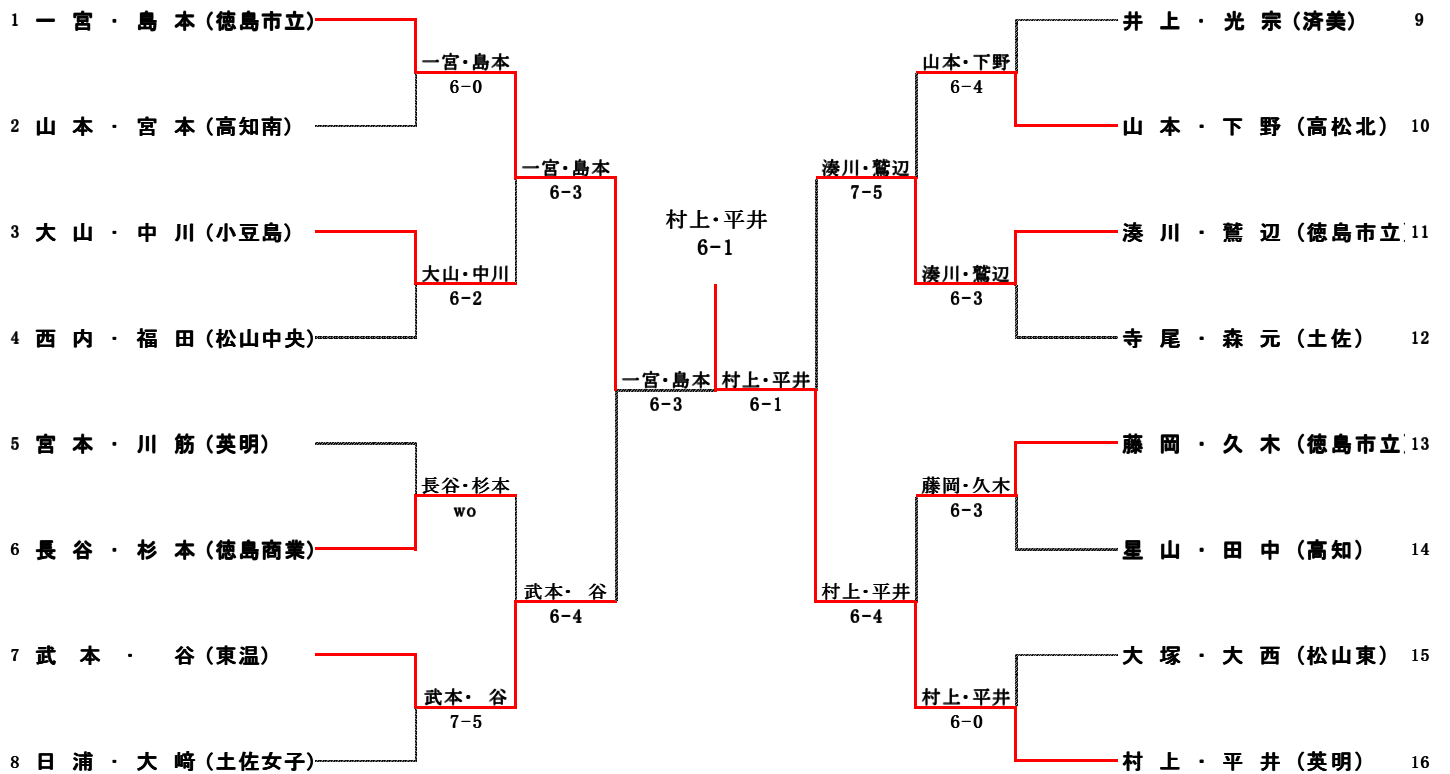 1 一宮・島本(徳島市立)
2 山本・宮本(高知南)
3 大山・中川(小豆島)
4 西内・福田(松山中央)
5 宮本・川筋(英明)
6 長谷・杉本(徳島商業)
7 武本・谷(東温)
8 日浦・大﨑(土佐女子)
一宮・島本
6-0
大山・中川
6-2
長谷・杉本
wo
武本・谷
7-5
一宮・島本
6-3
武本・谷
6-4
一宮・島本
6-3
村上・平井
6-1
村上・平井
6-1
湊川・鷲辺
7-5
村上・平井
6-4
山本・下野
6-4
湊川・鷲辺
6-3
藤岡・久木
6-3
村上・平井
6-0
井上・光宗(済美) 9
山本・下野(高松北) 10
湊川・鷲辺(徳島市立) 11
寺尾・森元(土佐) 12
藤岡・久木(徳島市立) 13
星山・田中(高知) 14
大塚・大西(松山東) 15
村上・平井(英明) 16